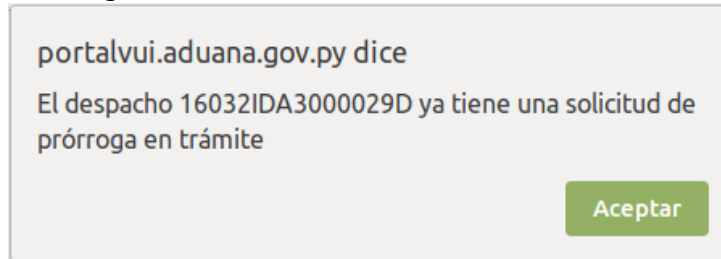 portalvui.aduana.gov.py dice
El despacho 16032IDA3000029D ya tiene una solicitud de
prórroga en trámite
Aceptar